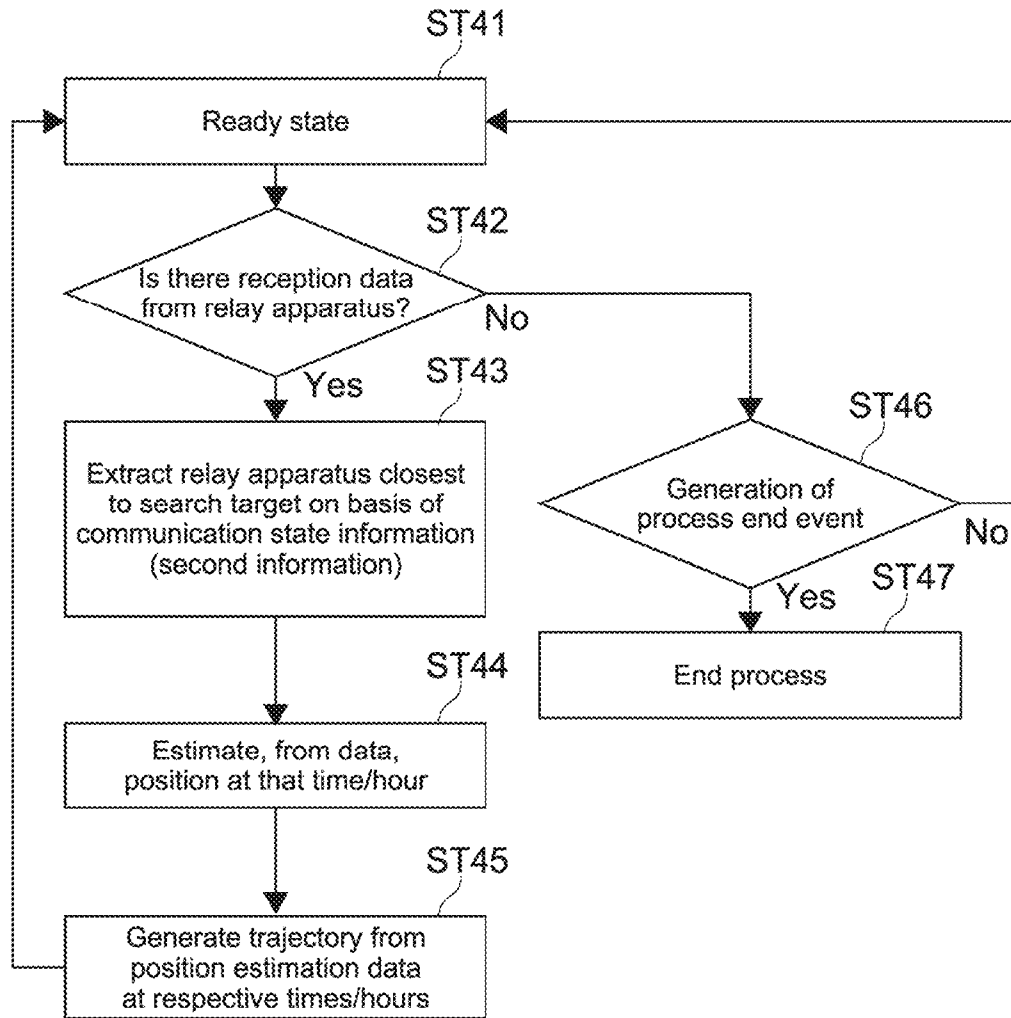 ST41
Ready state
ST42
Is there reception data
from relay apparatus?
No
Yes
ST43
Extract relay apparatus closest
to search target on basis of
communication state information
(second information)
ST46
Generation of
process end event
No
Yes
ST47
End process
ST44
Estimate, from data,
position at that time/hour
ST45
Generate trajectory from
position estimation data
at respective times/hours